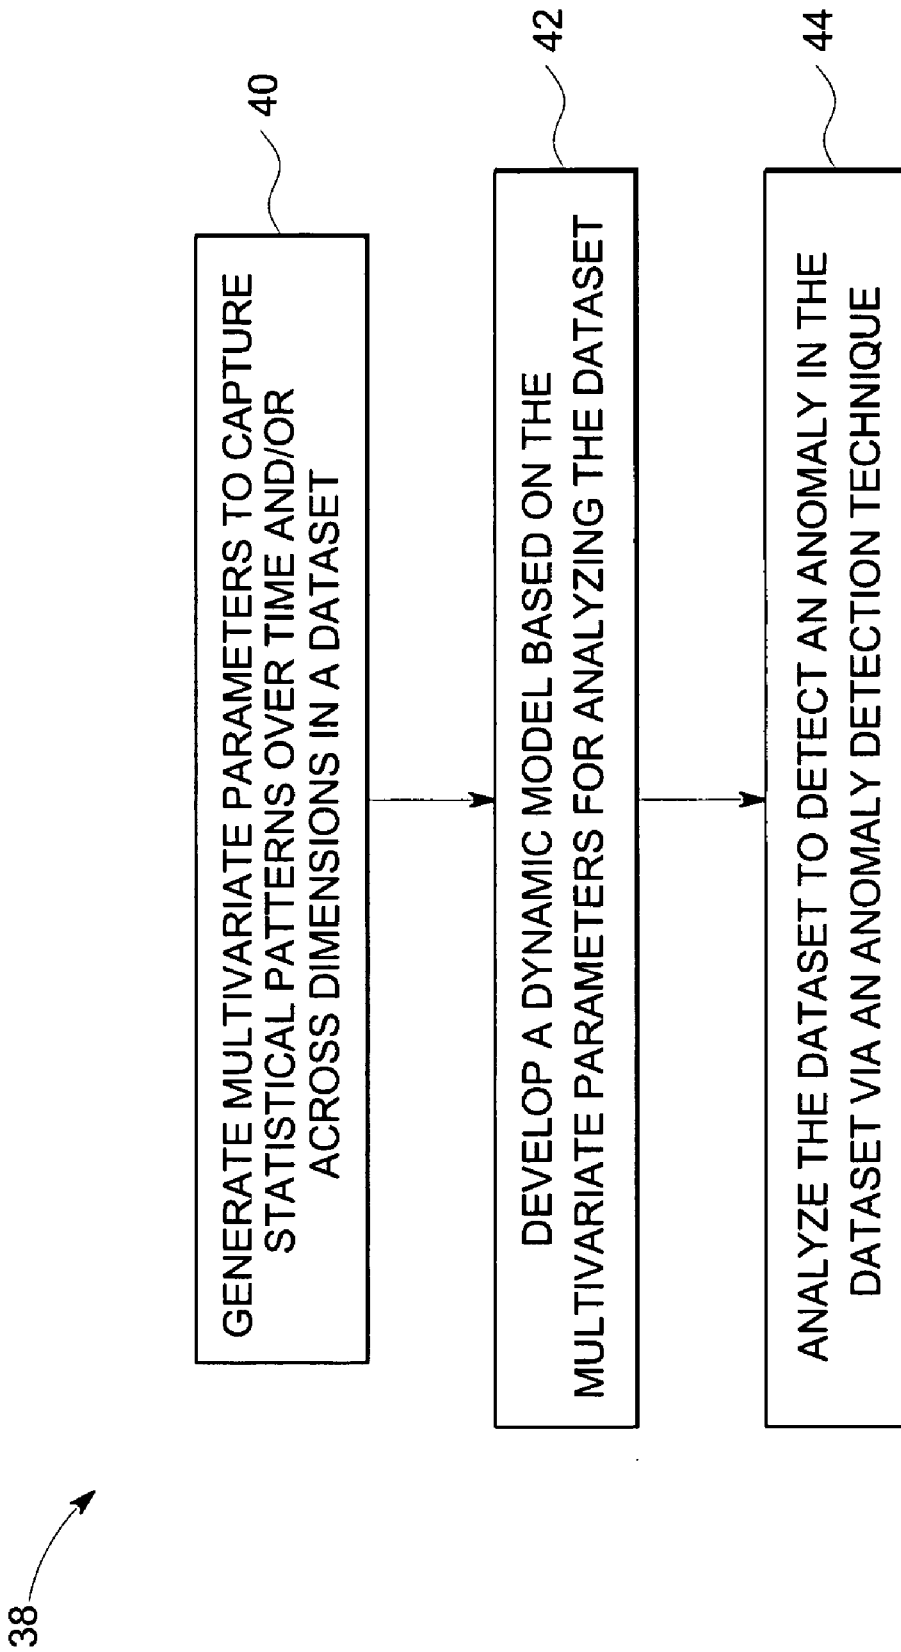 38
40
GENERATE MULTIVARIATE PARAMETERS TO CAPTURE
STATISTICAL PATTERNS OVER TIME AND/OR
ACROSS DIMENSIONS IN A DATASET
42
DEVELOP A DYNAMIC MODEL BASED ON THE
MULTIVARIATE PARAMETERS FOR ANALYZING THE DATASET
44
ANALYZE THE DATASET TO DETECT AN ANOMALY IN THE
DATASET VIA AN ANOMALY DETECTION TECHNIQUE